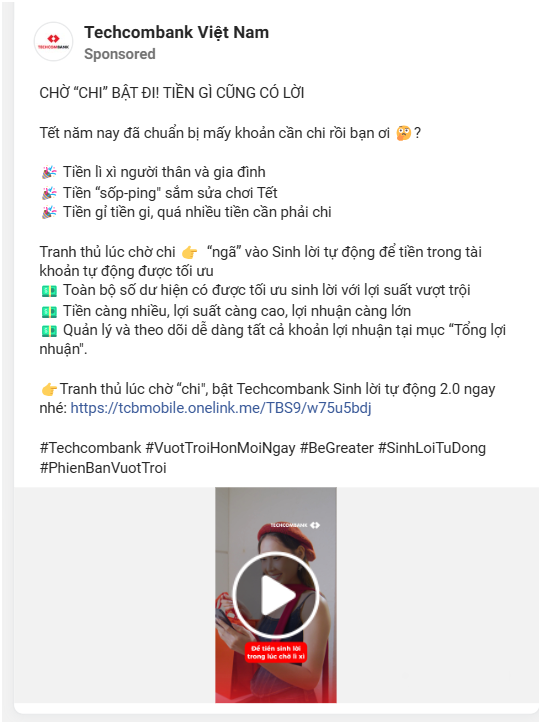 TECHCOMBANK
Techcombank Việt Nam
Sponsored
CHỜ “CHI” BẬT ĐI! TIỀN GÌ CŨNG CÓ LỜI
Tết năm nay đã chuẩn bị mấy khoản cần chi rồi bạn ơi 🤔?
🎉 Tiền lì xì người thân và gia đình
🎉 Tiền “sốp-ping" sắm sửa chơi Tết
🎉 Tiền gỉ tiền gi, quá nhiều tiền cần phải chi
Tranh thủ lúc chờ chi 👉 “ngã” vào Sinh lời tự động để tiền trong tài
khoản tự động được tối ưu
💵 Toàn bộ số dư hiện có được tối ưu sinh lời với lợi suất vượt trội
💵 Tiền càng nhiều, lợi suất càng cao, lợi nhuận càng lớn
💵 Quản lý và theo dõi dễ dàng tất cả khoản lợi nhuận tại mục “Tổng lợi
nhuận".
👉Tranh thủ lúc chờ “chi", bật Techcombank Sinh lời tự động 2.0 ngay
nhé: https://tcbmobile.onelink.me/TBS9/w75u5bdj
#Techcombank #VuotTroiHonMoiNgay #BeGreater #SinhLoiTuDong
#PhienBanVuotTroi
TECHCOMBANK
Để tiền sinh lời
trong lúc chờ lì xì